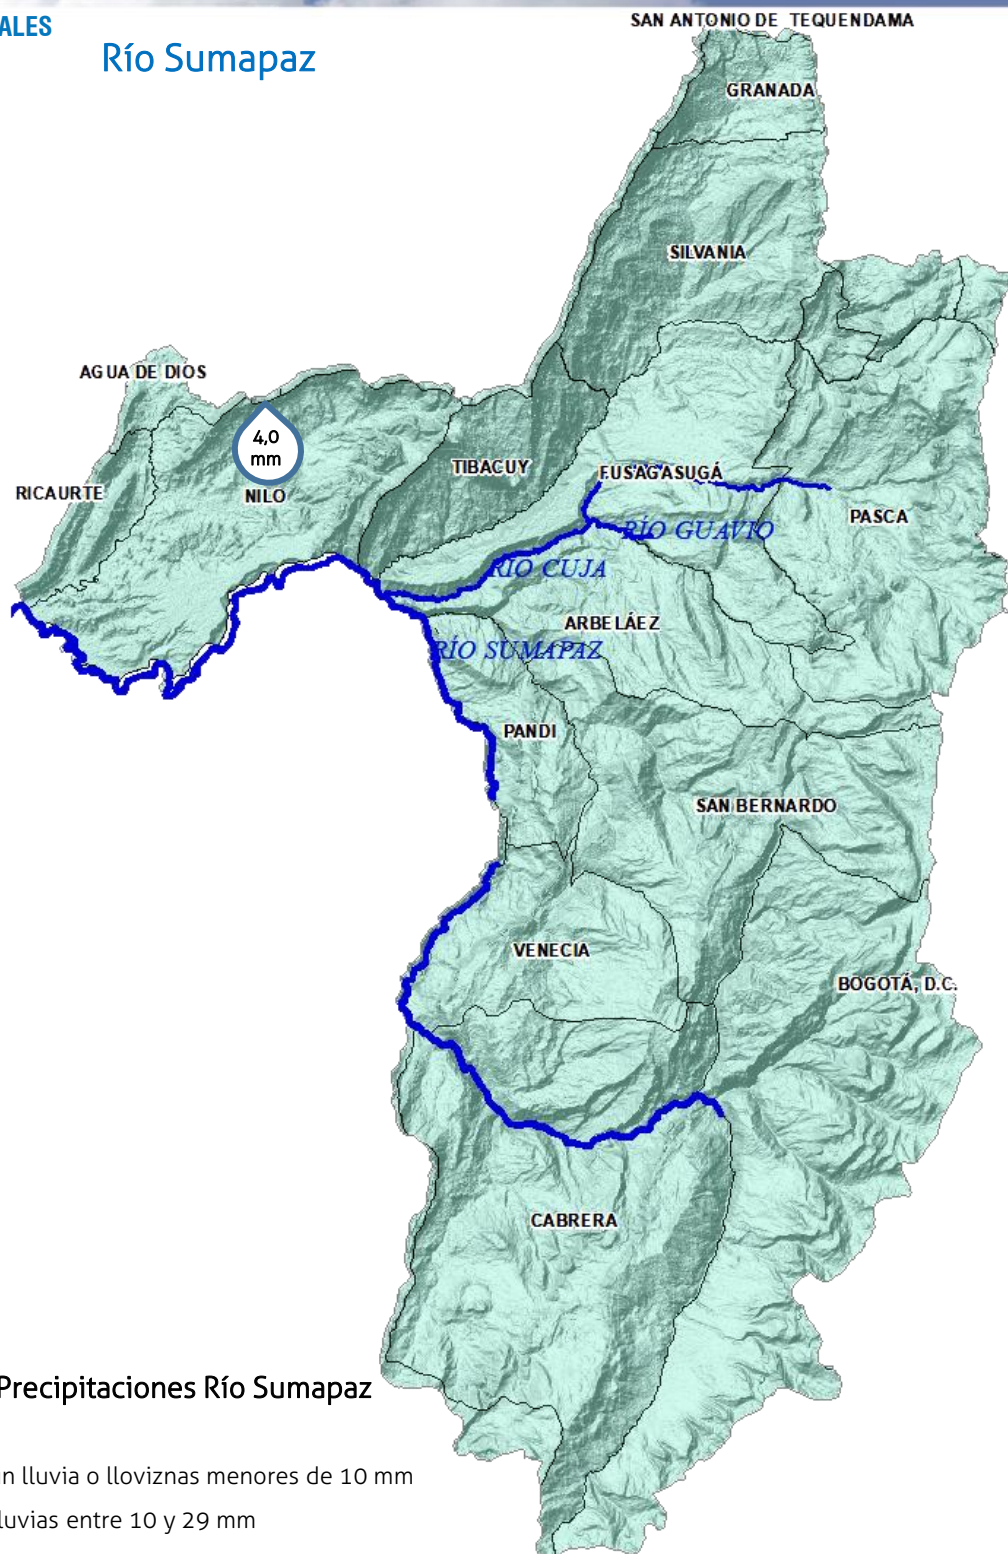 ALES
Río Sumapaz
SAN ANTONIO DE TEQUENDAMA
GRANADA
SILVANIA
AGUA DE DIOS
4,0
mm
TIBACUY
FUSAGASUGÁ
RICAURTE
NILO
PASCA
RÍO GUAVIO
RÍO CUJA
ARBELÁEZ
RÍO SUMAPAZ
PANDI
SAN BERNARDO
VENECIA
BOGOTÁ, D.C.
CABRERA
Precipitaciones Río Sumapaz
an lluvia o lloviznas menores de 10 mm
luvias entre 10 y 29 mm